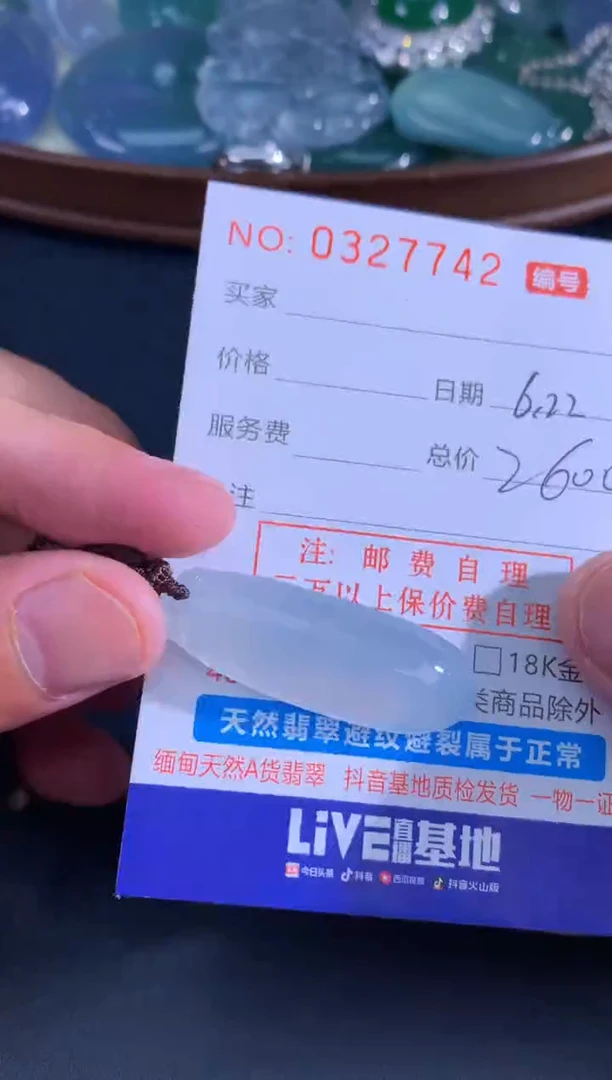 NO: 0327742 编号
买家
价格 日期 6.22
服务费 总价 2600
注
注: 邮费自理
二万以上保价费自理
□18K金
商品除外
天然翡翠避纹避裂属于正常
缅甸天然A货翡翠 抖音基地质检发货 一物一证
LiVE直播基地
今日头条 抖音 西瓜视频 抖音火山版